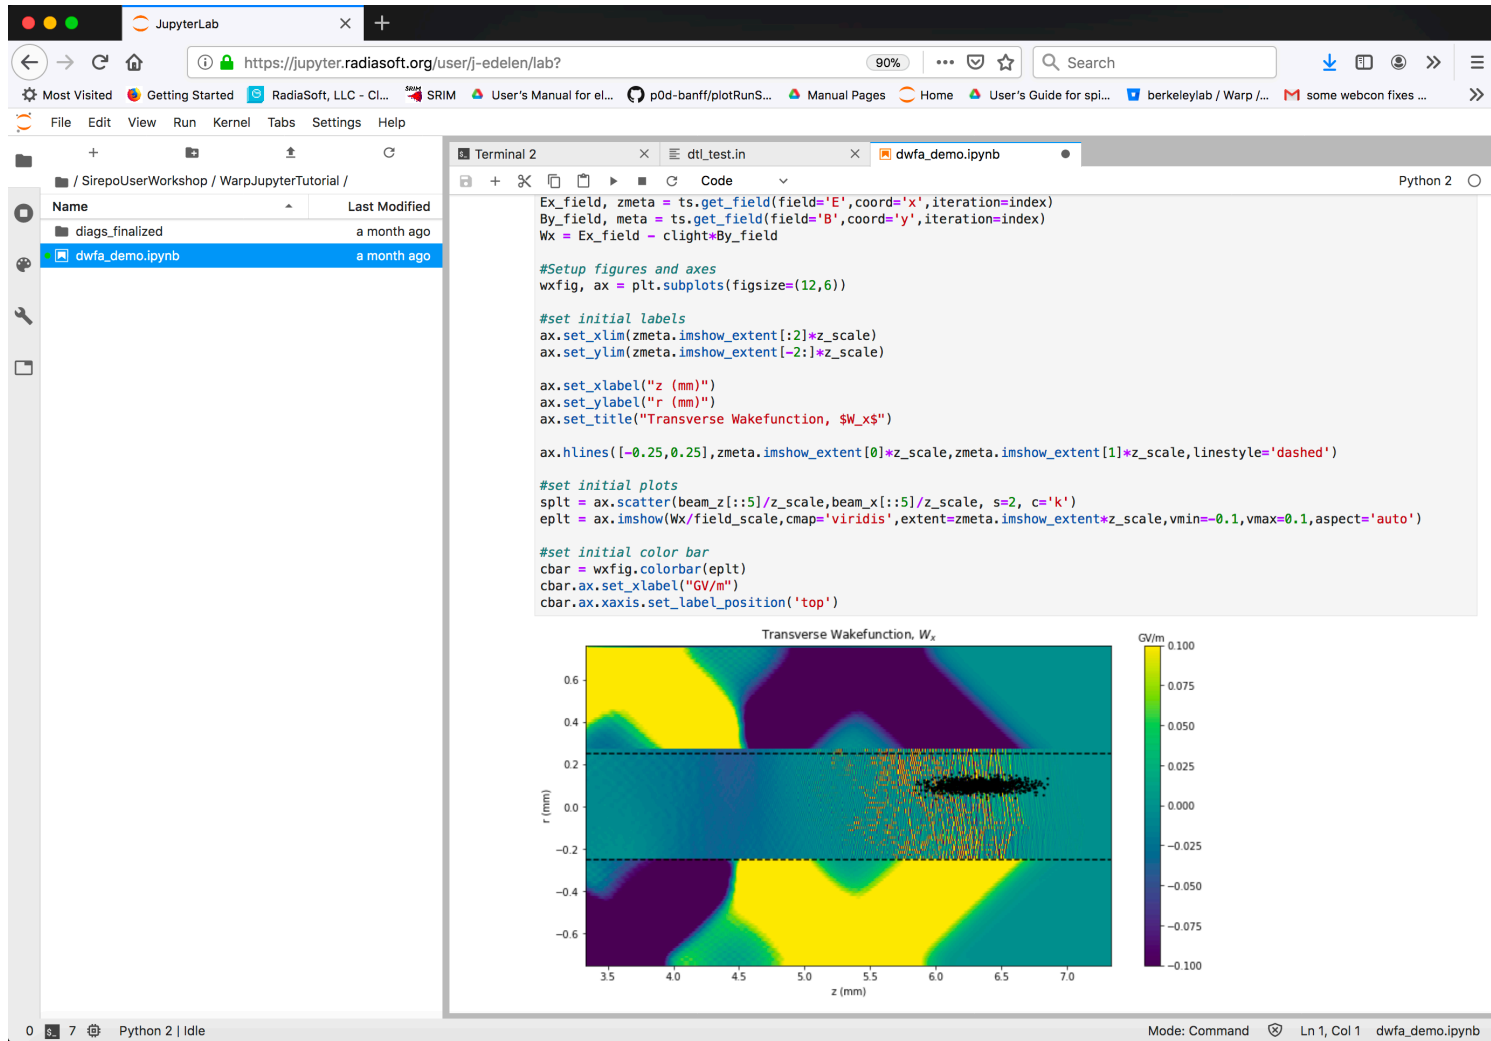 JupyterLab
https://jupyter.radiasoft.org/user/j-edelen/lab?
90%
Search
Most Visited
Getting Started
RadiaSoft, LLC - Cl...
SRIM
SRIM
User's Manual for el...
p0d-banff/plotRunS...
Manual Pages
Home
User's Guide for spi...
berkeleylab / Warp /...
some webcon fixes ...
File Edit View Run Kernel Tabs Settings Help
/ SirepoUserWorkshop / WarpJupyterTutorial /
Name Last Modified
diags_finalized a month ago
dwfa_demo.ipynb a month ago
Terminal 2
dtl_test.in
dwfa_demo.ipynb
Code
Python 2
Ex_field, zmeta = ts.get_field(field='E',coord='x',iteration=index)
By_field, meta = ts.get_field(field='B',coord='y',iteration=index)
Wx = Ex_field - clight*By_field
#Setup figures and axes
wxfig, ax = plt.subplots(figsize=(12,6))
#set initial labels
ax.set_xlim(zmeta.imshow_extent[:2]*z_scale)
ax.set_ylim(zmeta.imshow_extent[-2:]*z_scale)
ax.set_xlabel("z (mm)")
ax.set_ylabel("r (mm)")
ax.set_title("Transverse Wakefunction, $W_x$")
ax.hlines([-0.25,0.25],zmeta.imshow_extent[0]*z_scale,zmeta.imshow_extent[1]*z_scale,linestyle='dashed')
#set initial plots
splt = ax.scatter(beam_z[::5]/z_scale,beam_x[::5]/z_scale, s=2, c='k')
eplt = ax.imshow(Wx/field_scale,cmap='viridis',extent=zmeta.imshow_extent*z_scale,vmin=-0.1,vmax=0.1,aspect='auto')
#set initial color bar
cbar = wxfig.colorbar(eplt)
cbar.ax.set_xlabel("GV/m")
cbar.ax.xaxis.set_label_position('top')
Transverse Wakefunction, Wₓ
GV/m
0.6
0.4
0.2
0.0
−0.2
−0.4
−0.6
r (mm)
3.5 4.0 4.5 5.0 5.5 6.0 6.5 7.0
z (mm)
0.100
0.075
0.050
0.025
0.000
−0.025
−0.050
−0.075
−0.100
0 $_ 7 Python 2 | Idle
Mode: Command Ln 1, Col 1 dwfa_demo.ipynb